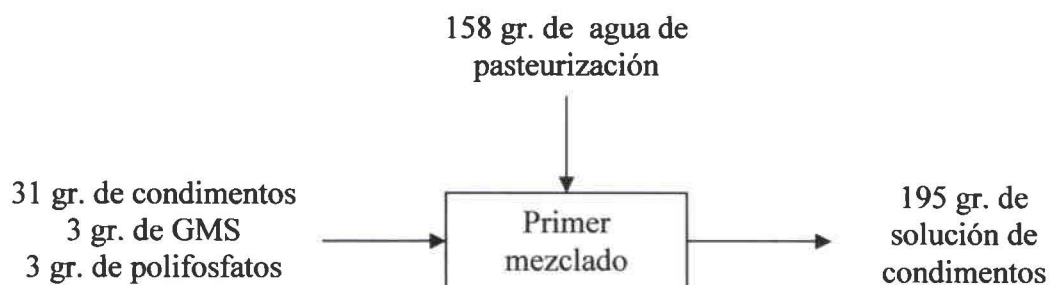 158 gr. de agua de
pasteurización
31 gr. de condimentos
3 gr. de GMS
3 gr. de polifosfatos
Primer
mezclado
195 gr. de
solución de
condimentos